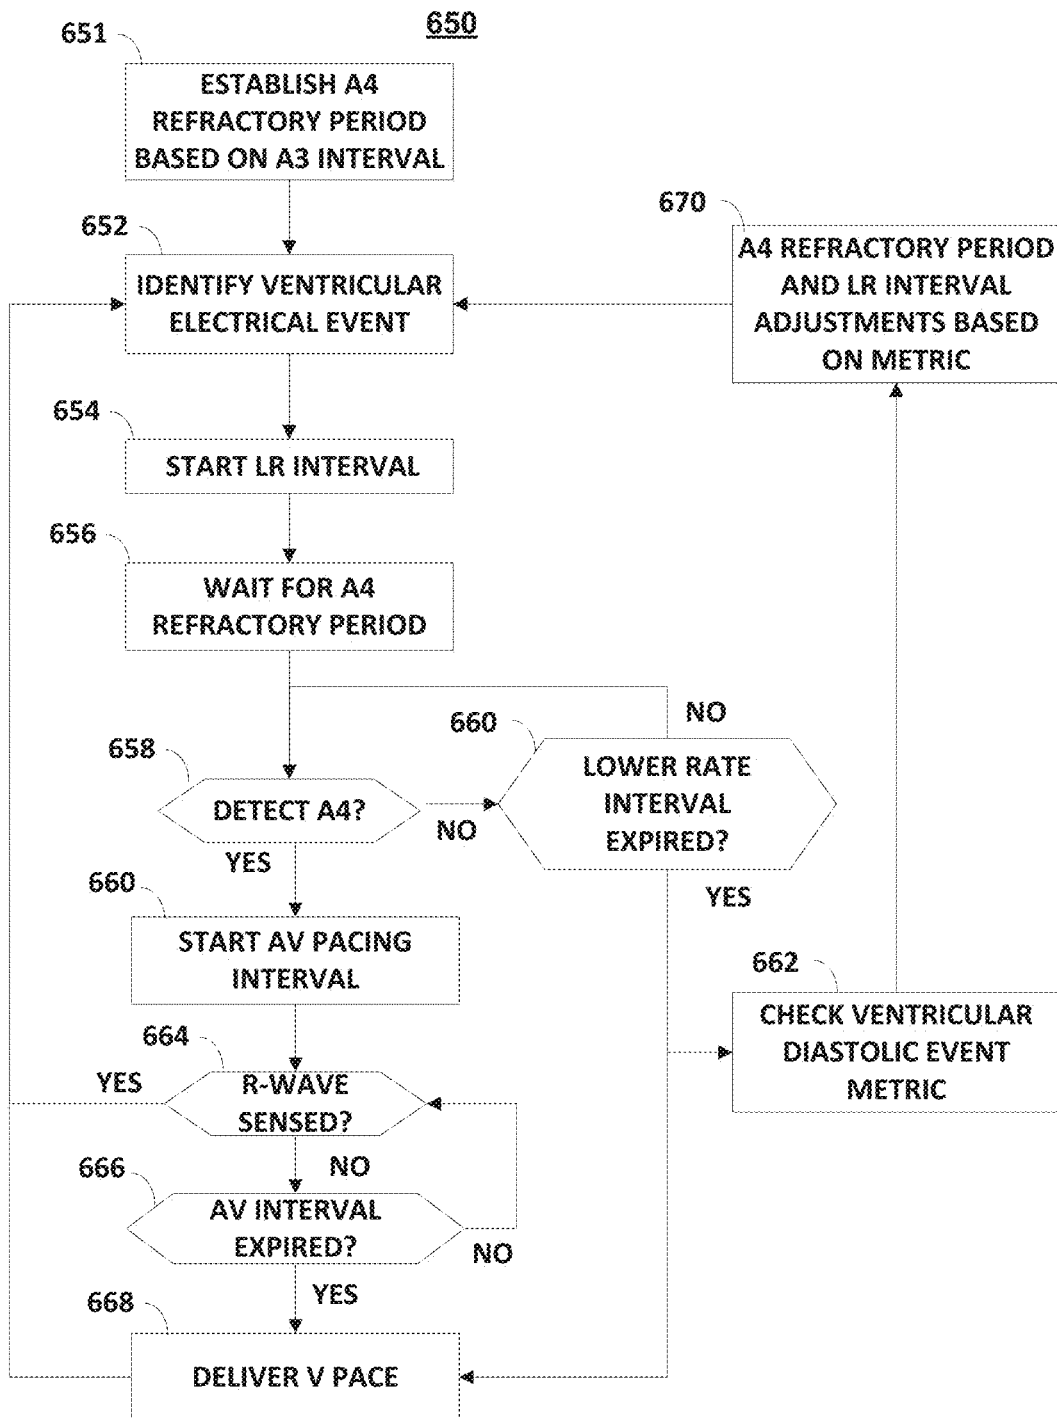 650
651
ESTABLISH A4
REFRACTORY PERIOD
BASED ON A3 INTERVAL
652
IDENTIFY VENTRICULAR
ELECTRICAL EVENT
670
A4 REFRACTORY PERIOD
AND LR INTERVAL
ADJUSTMENTS BASED
ON METRIC
654
START LR INTERVAL
656
WAIT FOR A4
REFRACTORY PERIOD
NO
658
DETECT A4?
NO
YES
660
LOWER RATE
INTERVAL
EXPIRED?
YES
660
START AV PACING
INTERVAL
662
CHECK VENTRICULAR
DIASTOLIC EVENT
METRIC
664
YES
R-WAVE
SENSED?
NO
666
AV INTERVAL
EXPIRED?
NO
YES
668
DELIVER V PACE